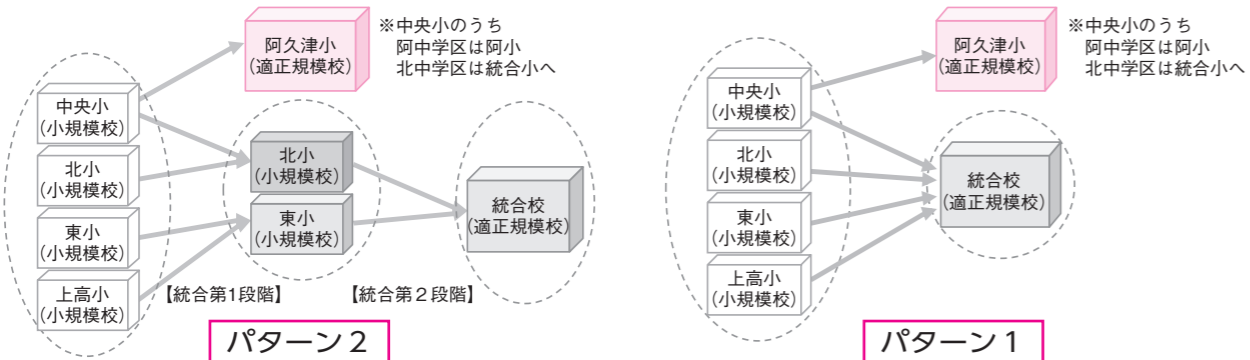 阿久津小
(適正規模校)
※中央小のうち
阿中学区は阿小
北中学区は統合小へ
中央小
(小規模校)
北小
(小規模校)
東小
(小規模校)
上高小
(小規模校)
北小
(小規模校)
東小
(小規模校)
統合校
(適正規模校)
【統合第1段階】
【統合第２段階】
パターン２
阿久津小
(適正規模校)
※中央小のうち
阿中学区は阿小
北中学区は統合小へ
中央小
(小規模校)
北小
(小規模校)
東小
(小規模校)
上高小
(小規模校)
統合校
(適正規模校)
パターン１